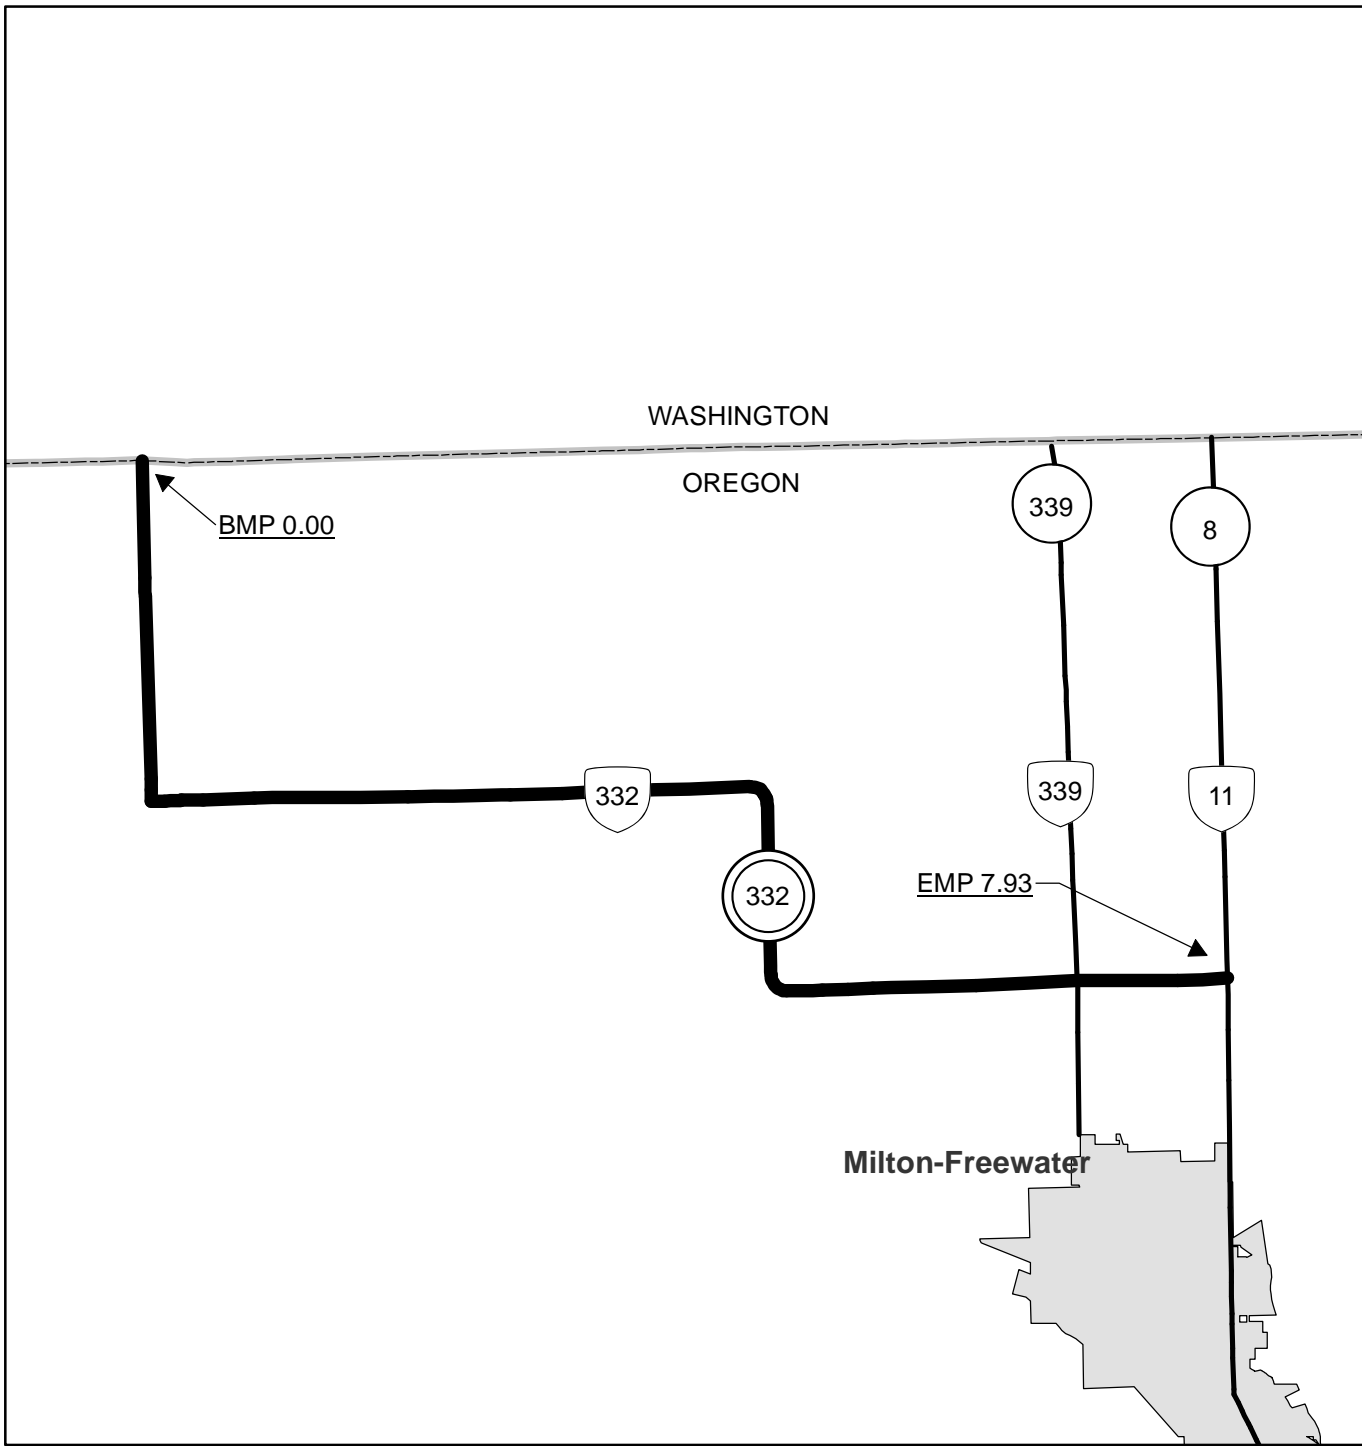 WASHINGTON
OREGON
BMP 0.00
339
8
332
339
11
332
EMP 7.93
Milton-Freewater